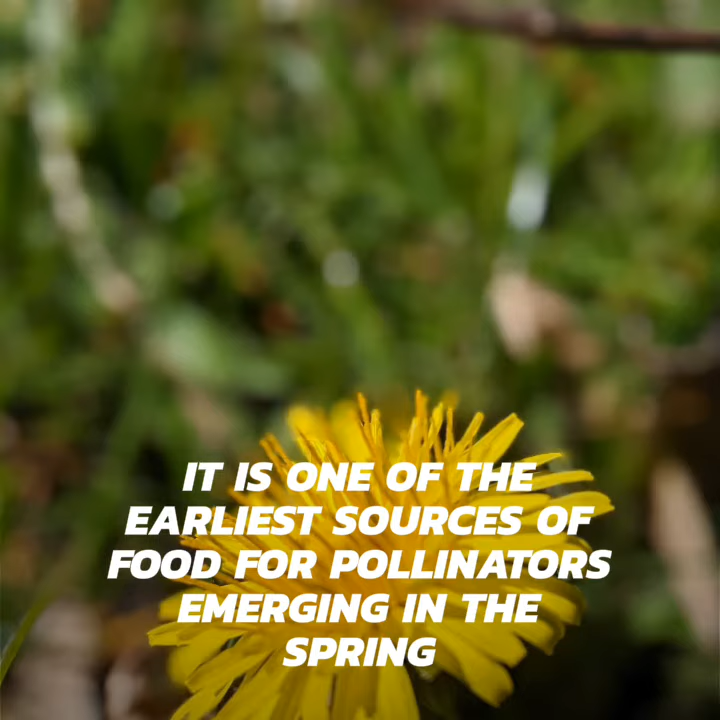 IT IS ONE OF THE
EARLIEST SOURCES OF
FOOD FOR POLLINATORS
EMERGING IN THE
SPRING